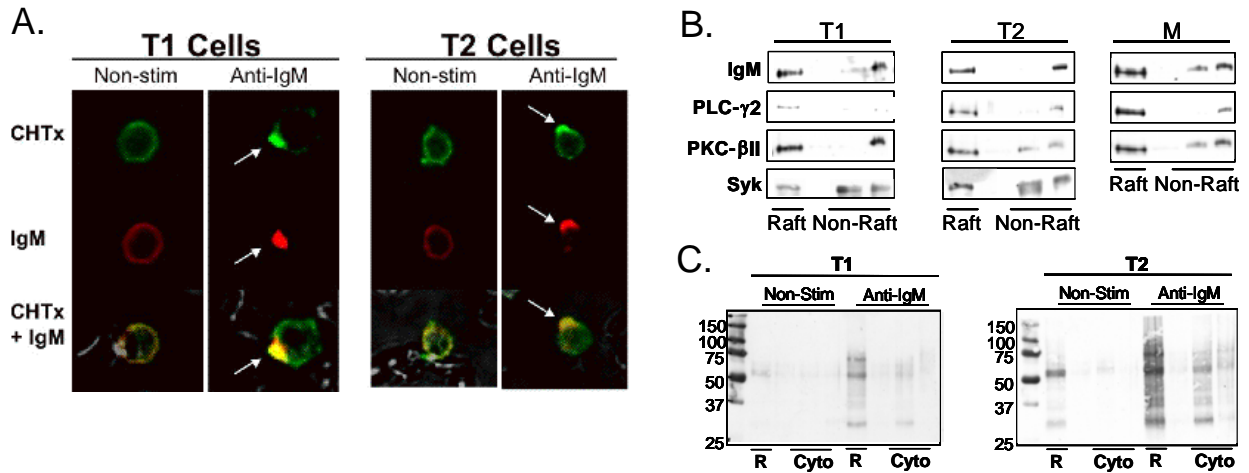 A.
T1 Cells
T2 Cells
Non-stim
Anti-IgM
Non-stim
Anti-IgM
CHTx
IgM
CHTx
+ IgM
B.
T1
T2
M
IgM
PLC-γ2
PKC-βII
Syk
Raft Non-Raft
Raft Non-Raft
Raft Non-Raft
C.
T1
T2
Non-Stim
Anti-IgM
Non-Stim
Anti-IgM
150
100
75
50
37
25
150
100
75
50
37
25
R
Cyto
R
Cyto
R
Cyto
R
Cyto